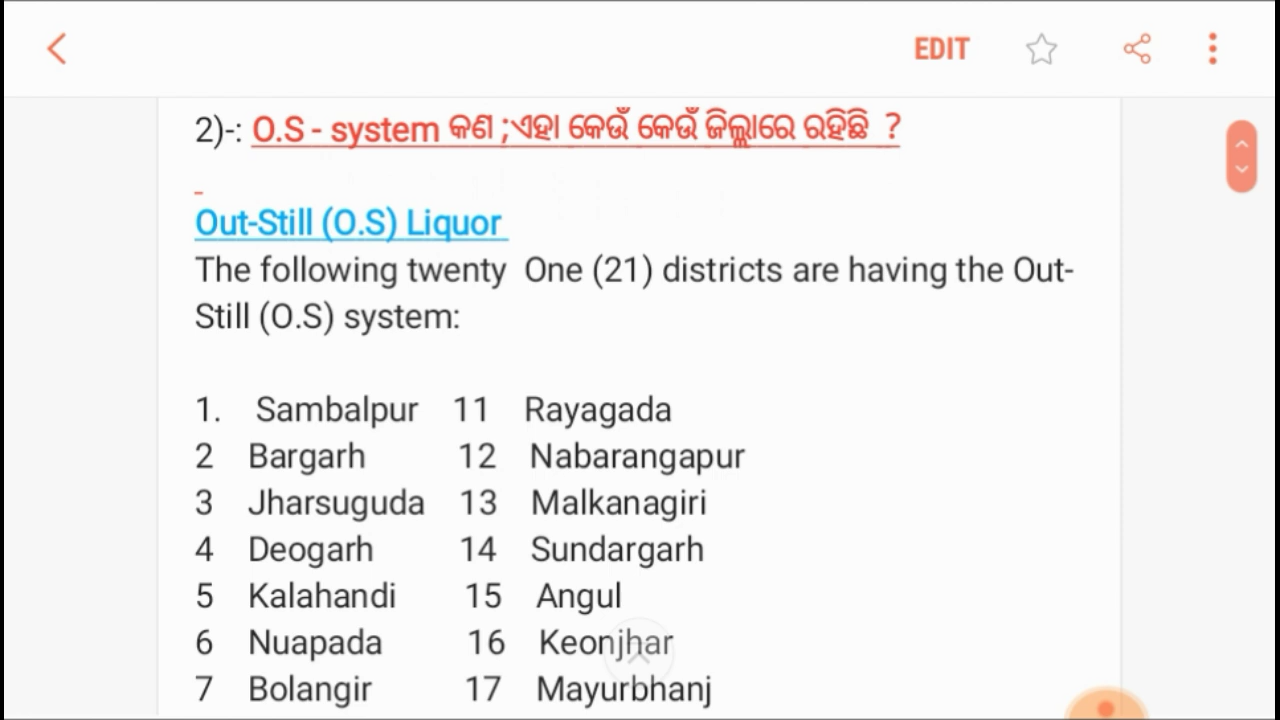 EDIT
2)-: O.S - system କଣ ;ଏହା କେଉଁ କେଉଁ ଜିଲ୍ଲାରେ ରହିଛି ?
Out-Still (O.S) Liquor
The following twenty One (21) districts are having the Out-
Still (O.S) system:
1. Sambalpur 11 Rayagada
2 Bargarh 12 Nabarangapur
3 Jharsuguda 13 Malkanagiri
4 Deogarh 14 Sundargarh
5 Kalahandi 15 Angul
6 Nuapada 16 Keonjhar
7 Bolangir 17 Mayurbhanj